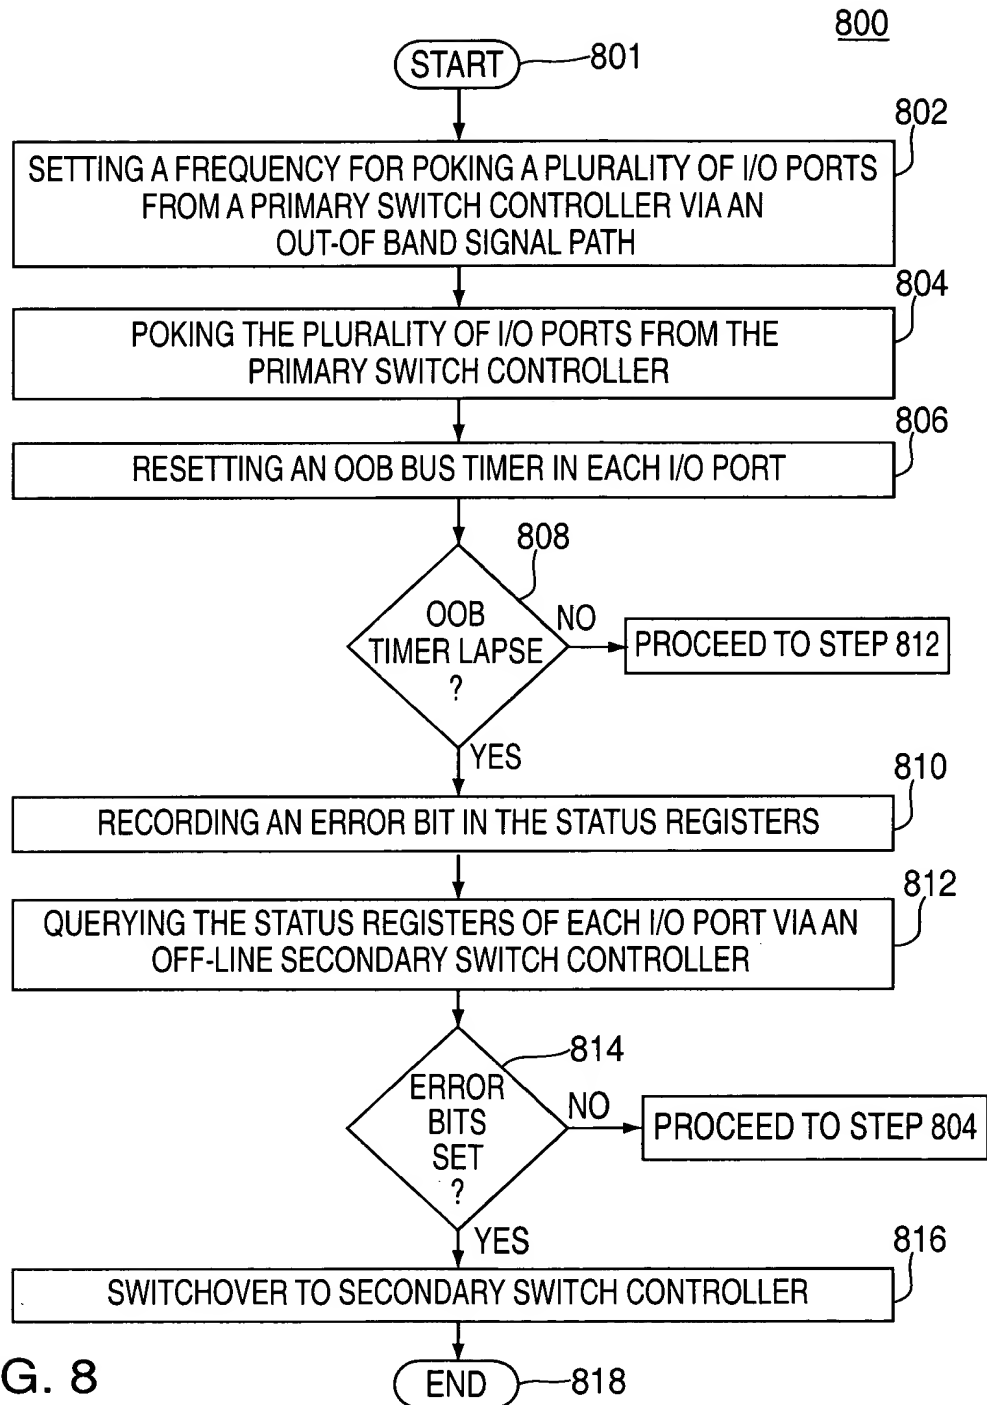 800
START
801
802
SETTING A FREQUENCY FOR POKING A PLURALITY OF I/O PORTS
FROM A PRIMARY SWITCH CONTROLLER VIA AN
OUT-OF BAND SIGNAL PATH
804
POKING THE PLURALITY OF I/O PORTS FROM THE
PRIMARY SWITCH CONTROLLER
806
RESETTING AN OOB BUS TIMER IN EACH I/O PORT
808
OOB
TIMER LAPSE
?
NO
PROCEED TO STEP 812
YES
810
RECORDING AN ERROR BIT IN THE STATUS REGISTERS
812
QUERYING THE STATUS REGISTERS OF EACH I/O PORT VIA AN
OFF-LINE SECONDARY SWITCH CONTROLLER
814
ERROR
BITS
SET
?
NO
PROCEED TO STEP 804
YES
816
SWITCHOVER TO SECONDARY SWITCH CONTROLLER
END
818
G. 8